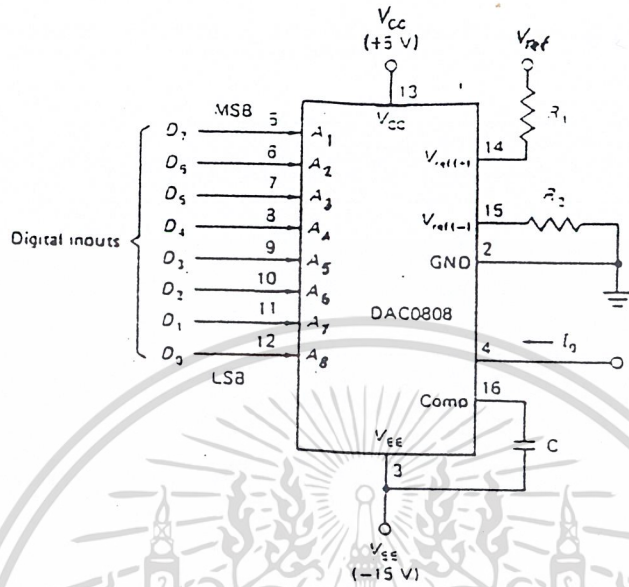 V_CC
(+5 V)
V_ref
13
R_1
MSB
V_CC
D_7 5 A_1
14
V_ref(+)
D_6 6 A_2
D_5 7 A_3
15
V_ref(-)
R_2
D_4 8 A_4
2
GND
Digital inputs
D_3 9 A_5
D_2 10 A_6
DAC0808
D_1 11 A_7
4
I_0
D_0 12 A_8
LSB
16
Comp
V_EE
C
3
V_EE
(-15 V)